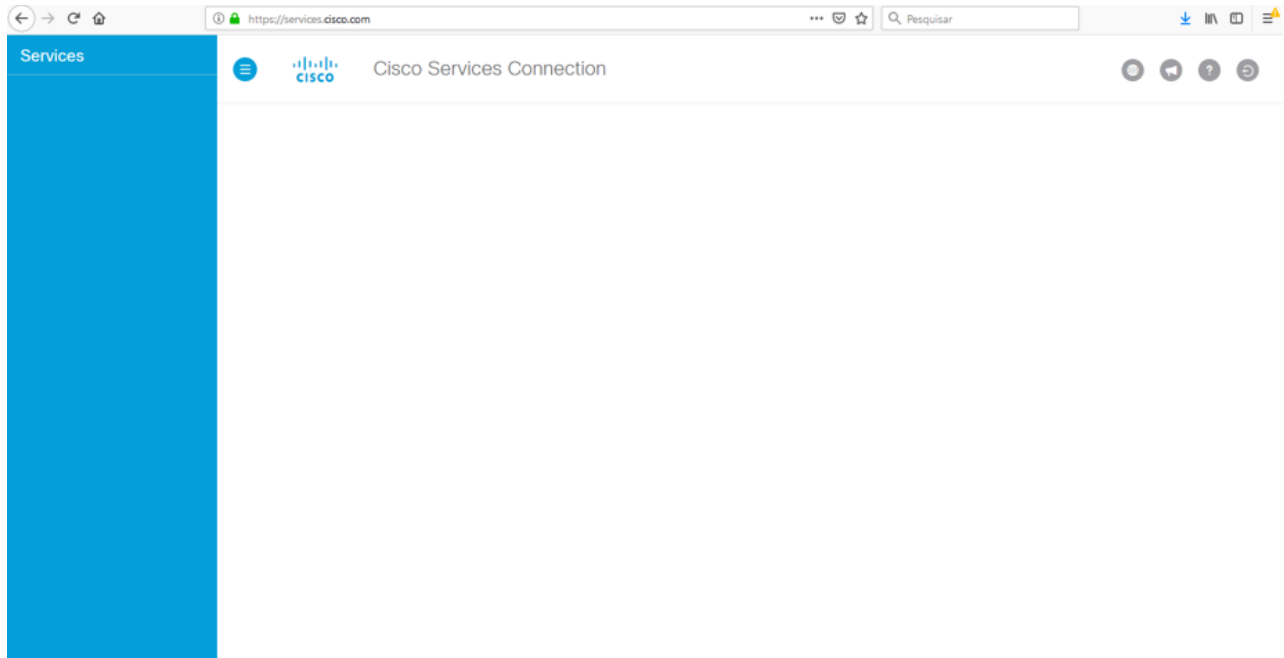 https://services.cisco.com
Pesquisar
Services
CISCO
Cisco Services Connection
?